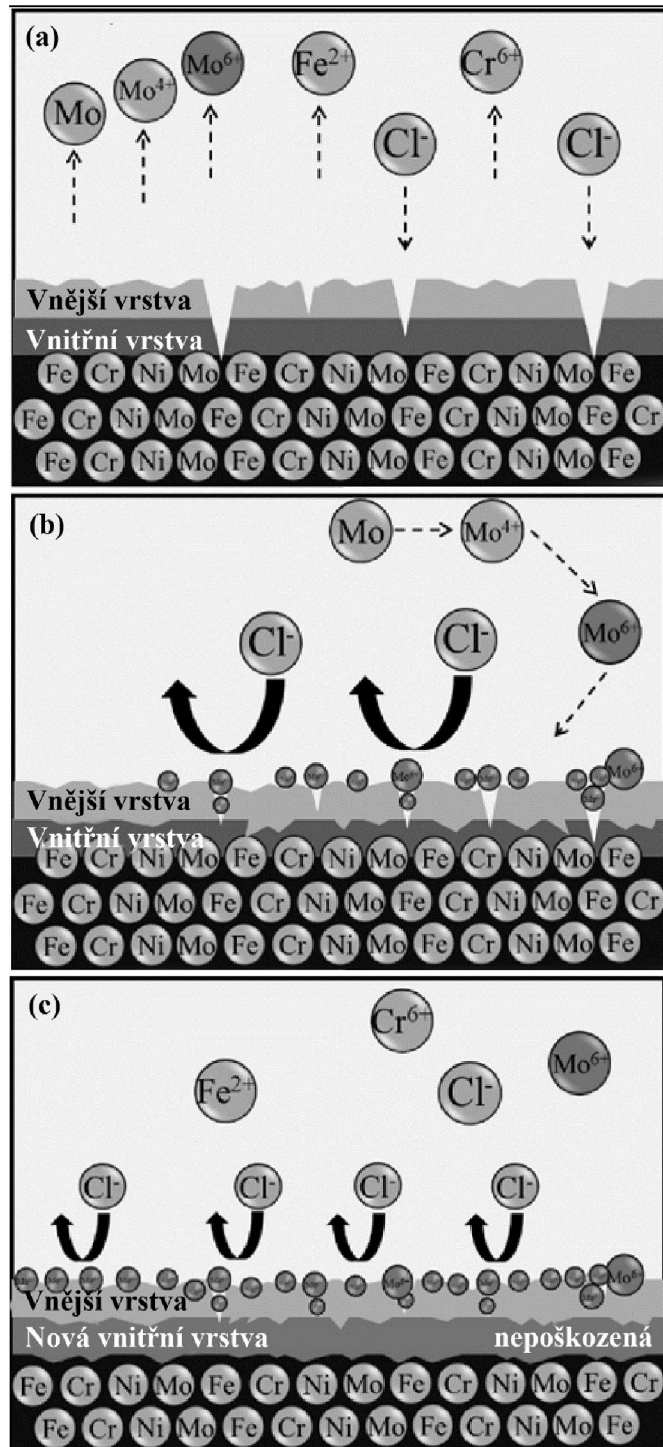 (a)
Mo Mo⁴⁺ Mo⁶⁺ Fe²⁺ Cr⁶⁺
Cl⁻ Cl⁻
Vnější vrstva
Vnitřní vrstva
Fe Cr Ni Mo Fe Cr Ni Mo Fe Cr Ni Mo Fe
Fe Cr Ni Mo Fe Cr Ni Mo Fe Cr Ni Mo Fe Cr
Fe Cr Ni Mo Fe Cr Ni Mo Fe Cr Ni Mo Fe
(b)
Mo Mo⁴⁺
Cl⁻ Cl⁻ Mo⁶⁺
Mo⁶⁺ Mo⁶⁺
Vnější vrstva
Vnitřní vrstva
Fe Cr Ni Mo Fe Cr Ni Mo Fe Cr Ni Mo Fe
Fe Cr Ni Mo Fe Cr Ni Mo Fe Cr Ni Mo Fe Cr
Fe Cr Ni Mo Fe Cr Ni Mo Fe Cr Ni Mo Fe
(c)
Cr⁶⁺
Fe²⁺ Cl⁻ Mo⁶⁺
Cl⁻ Cl⁻ Cl⁻ Cl⁻
Mo⁶⁺ Mo⁶⁺
Vnější vrstva
Nová vnitřní vrstva nepoškozená
Fe Cr Ni Mo Fe Cr Ni Mo Fe Cr Ni Mo Fe Cr
Fe Cr Ni Mo Fe Cr Ni Mo Fe Cr Ni Mo Fe